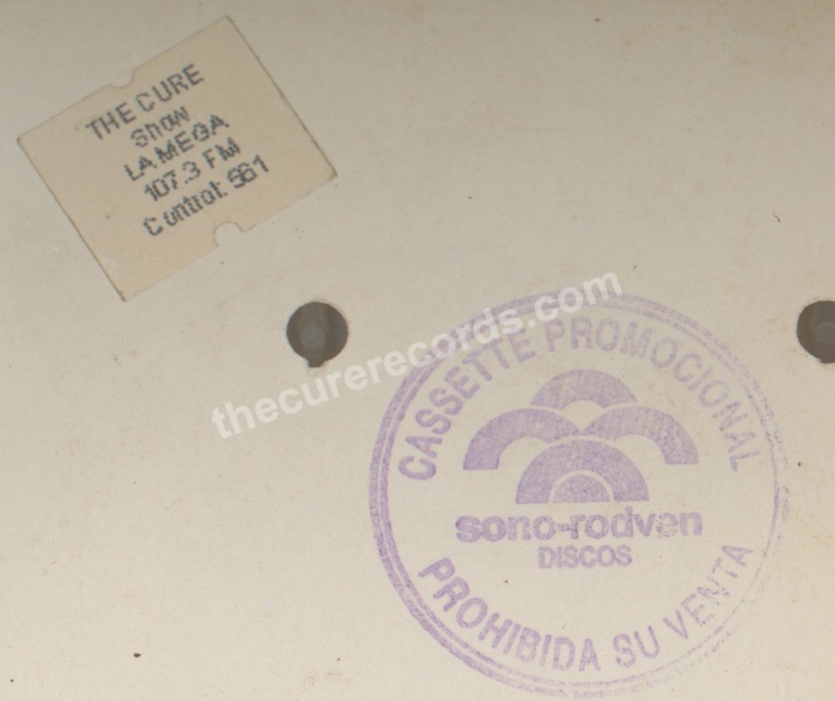 THE CURE
Show
LA MEGA
107.3 FM
Control: 561
thecurerecords.com
CASSETTE PROMOCIONAL
sono-rodven
DISCOS
PROHIBIDA SU VENTA